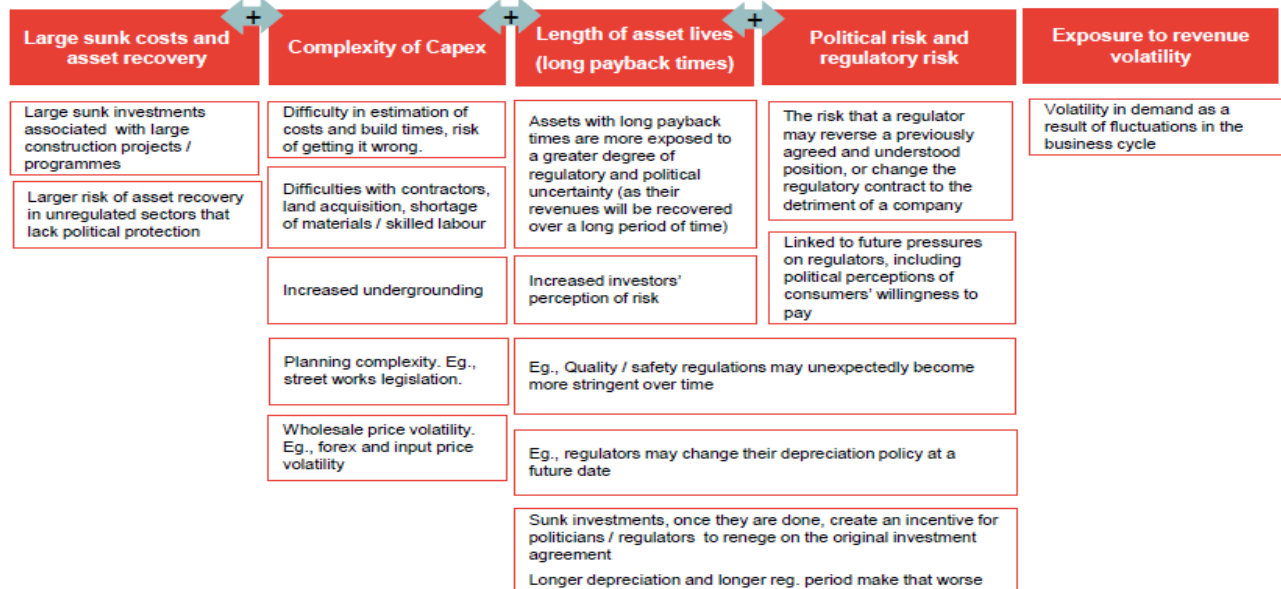 +
+
+
Large sunk costs and
asset recovery
Complexity of Capex
Length of asset lives
(long payback times)
Political risk and
regulatory risk
Exposure to revenue
volatility
Large sunk investments
associated with large
construction projects /
programmes
Larger risk of asset recovery
in unregulated sectors that
lack political protection
Difficulty in estimation of
costs and build times, risk
of getting it wrong.
Difficulties with contractors,
land acquisition, shortage
of materials / skilled labour
Increased undergrounding
Planning complexity. Eg.,
street works legislation.
Wholesale price volatility.
Eg., forex and input price
volatility
Assets with long payback
times are more exposed to
a greater degree of
regulatory and political
uncertainty (as their
revenues will be recovered
over a long period of time)
Increased investors'
perception of risk
The risk that a regulator
may reverse a previously
agreed and understood
position, or change the
regulatory contract to the
detriment of a company
Linked to future pressures
on regulators, including
political perceptions of
consumers' willingness to
pay
Eg., Quality / safety regulations may unexpectedly become
more stringent over time
Eg., regulators may change their depreciation policy at a
future date
Sunk investments, once they are done, create an incentive for
politicians / regulators to renege on the original investment
agreement
Longer depreciation and longer reg. period make that worse
Volatility in demand as a
result of fluctuations in the
business cycle